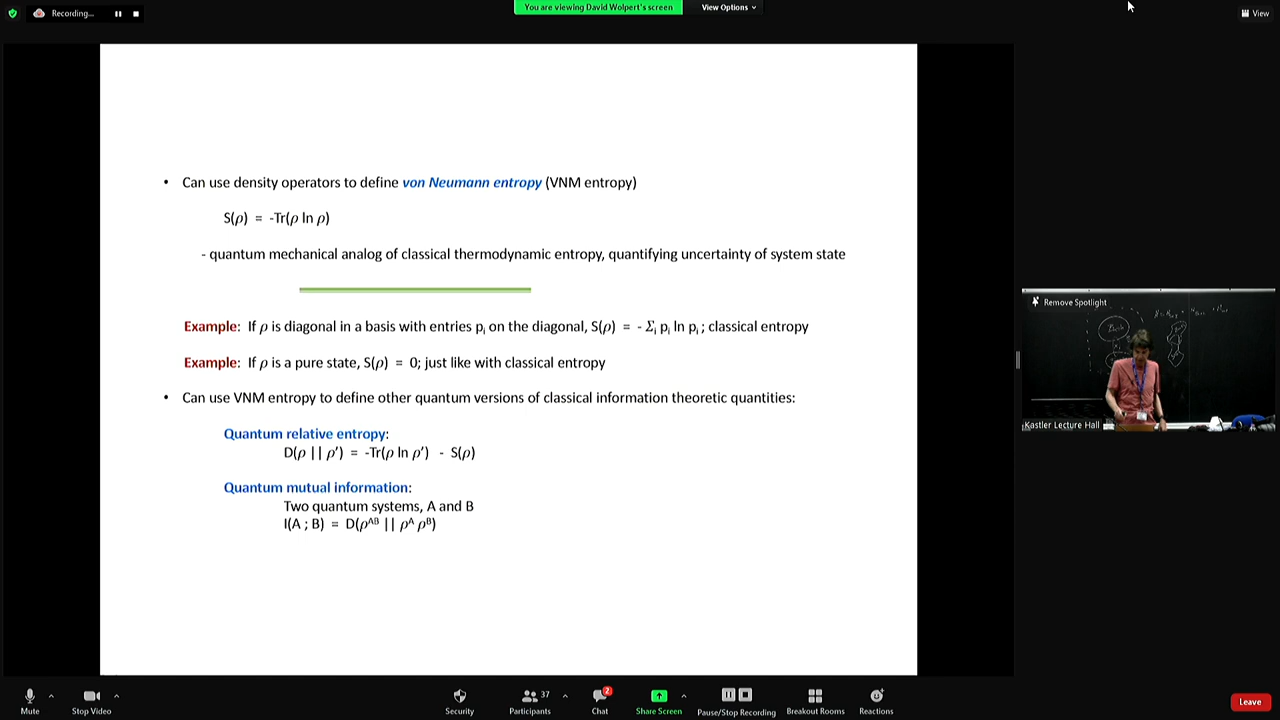 Recording...
You are viewing David Wolpert's screen
View Options
View
• Can use density operators to define von Neumann entropy (VNM entropy)
S(ρ) = -Tr(ρ ln ρ)
- quantum mechanical analog of classical thermodynamic entropy, quantifying uncertainty of system state
Example: If ρ is diagonal in a basis with entries pᵢ on the diagonal, S(ρ) = - Σᵢ pᵢ ln pᵢ ; classical entropy
Example: If ρ is a pure state, S(ρ) = 0; just like with classical entropy
• Can use VNM entropy to define other quantum versions of classical information theoretic quantities:
Quantum relative entropy:
D(ρ || ρ′) = -Tr(ρ ln ρ′) - S(ρ)
Quantum mutual information:
Two quantum systems, A and B
I(A ; B) = D(ρᴬᴮ || ρᴬ ρᴮ)
Remove Spotlight
Kastler Lecture Hall
Mute
Stop Video
Security
Participants
37
Chat
2
Share Screen
Pause/Stop Recording
Breakout Rooms
Reactions
Leave